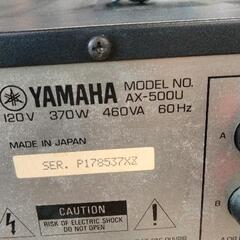 YAMAHA
MODEL NO.
AX-500U
120V 370W 460VA 60Hz
MADE IN JAPAN
SER. P178537XZ
A
B
CAUTION
RISK OF ELECTRIC SHOCK
DO NOT OPEN